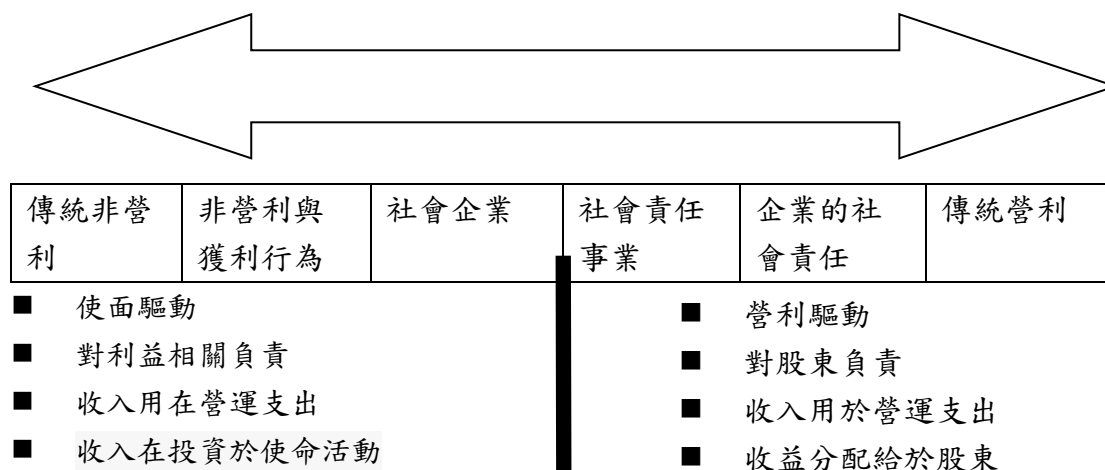 傳統非營利
非營利與獲利行為
社會企業
社會責任事業
企業的社會責任
傳統營利
■ 使面驅動
■ 對利益相關負責
■ 收入用在營運支出
■ 收入在投資於使命活動
■ 營利驅動
■ 對股東負責
■ 收入用於營運支出
■ 收益分配給於股東